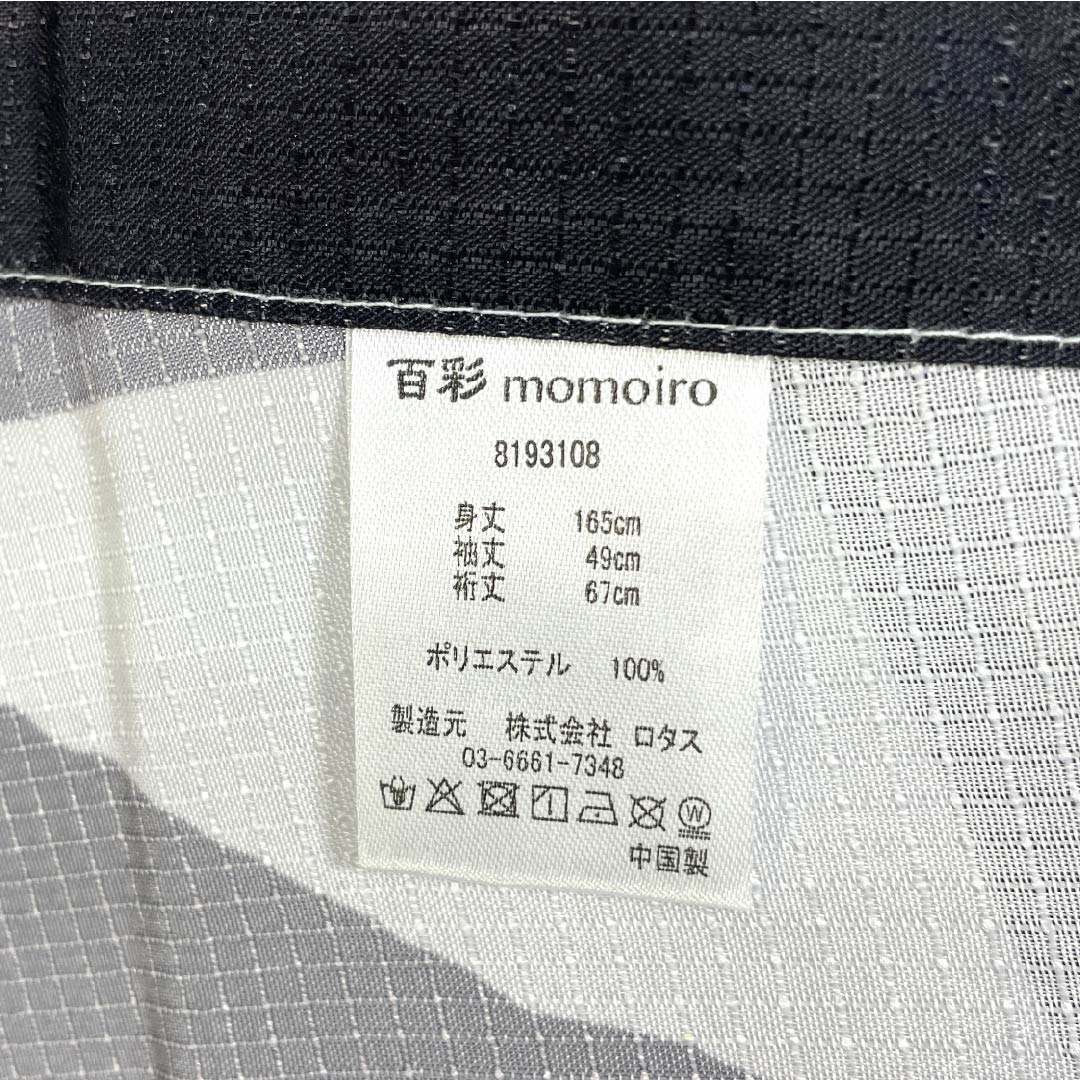 百彩 momoiro
8193108
身丈 165cm
袖丈 49cm
裄丈 67cm
ポリエステル 100%
製造元 株式会社 ロタス
03-6661-7348
W
中国製